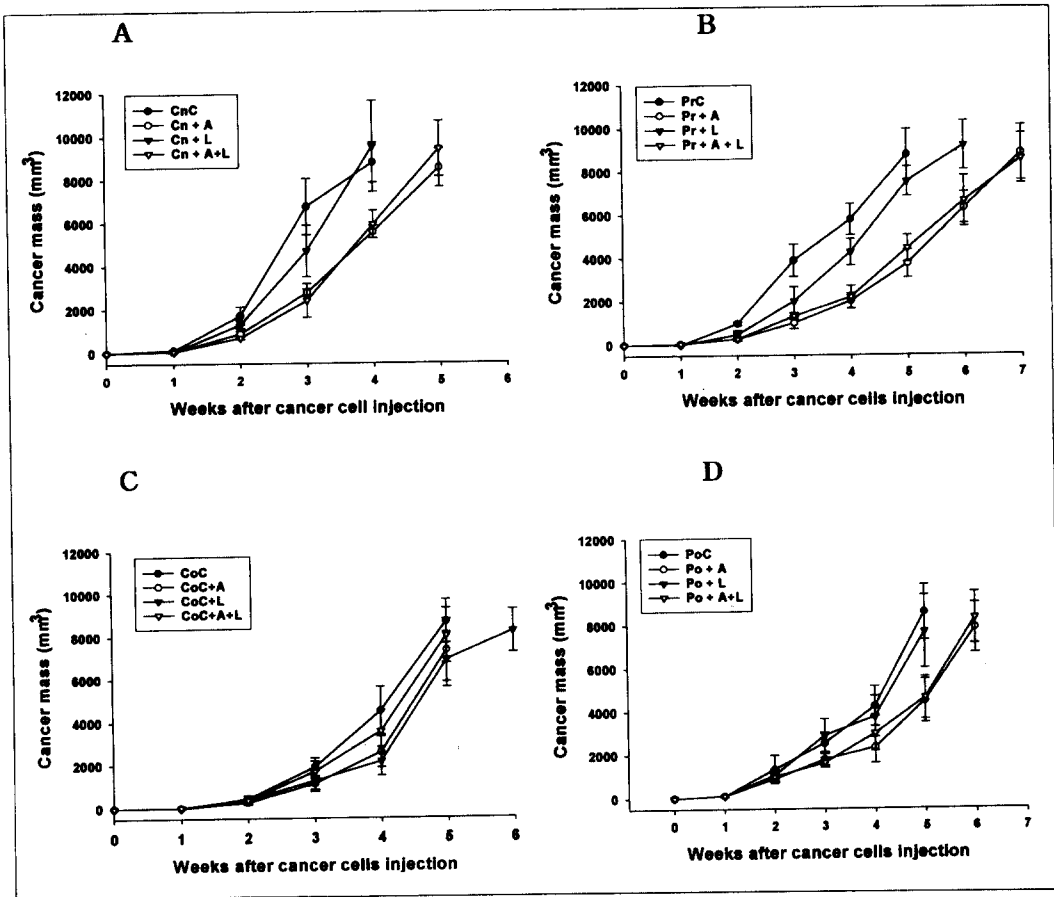 A
12000
10000
8000
6000
4000
2000
0
Cancer mass (mm³)
CnC
Cn + A
Cn + L
Cn + A+L
0 1 2 3 4 5 6
Weeks after cancer cell injection
B
12000
10000
8000
6000
4000
2000
0
Cancer mass (mm³)
PrC
Pr + A
Pr + L
Pr + A + L
0 1 2 3 4 5 6 7
Weeks after cancer cells injection
C
12000
10000
8000
6000
4000
2000
0
Cancer mass (mm³)
CoC
CoC+A
CoC+L
CoC+A+L
0 1 2 3 4 5 6
Weeks after cancer cells injection
D
12000
10000
8000
6000
4000
2000
0
Cancer mass (mm³)
PoC
Po + A
Po + L
Po + A+L
0 1 2 3 4 5 6 7
Weeks after cancer cells injection